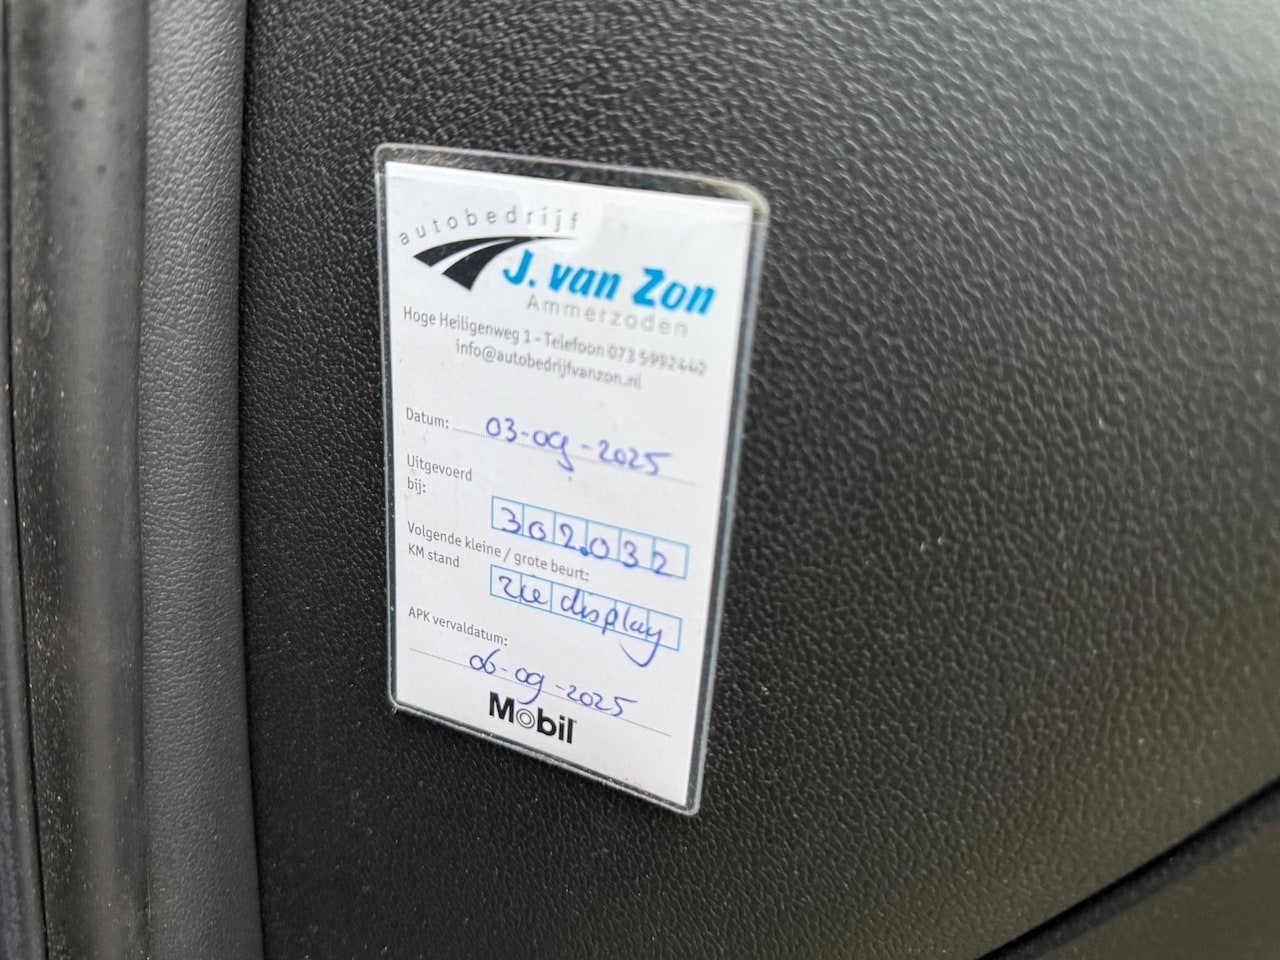 autobedrijf
J. van Zon
Ammerzoden
Hoge Heiligenweg 1 - Telefoon 073 5992440
info@autobedrijfvanzon.nl
Datum: 03-09-2025
Uitgevoerd
bij: 302.032
Volgende kleine / grote beurt:
KM stand zie display
APK vervaldatum:
06-09-2025
Mobil